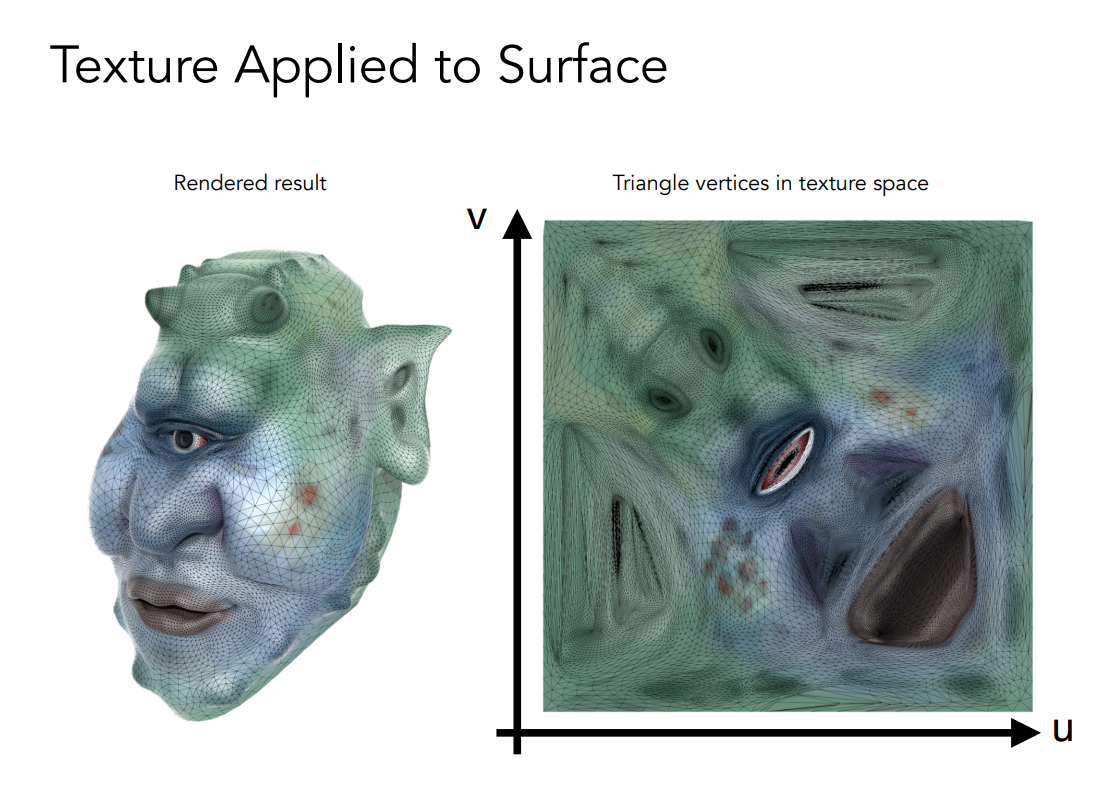 Texture Applied to Surface
Rendered result
Triangle vertices in texture space
v
u